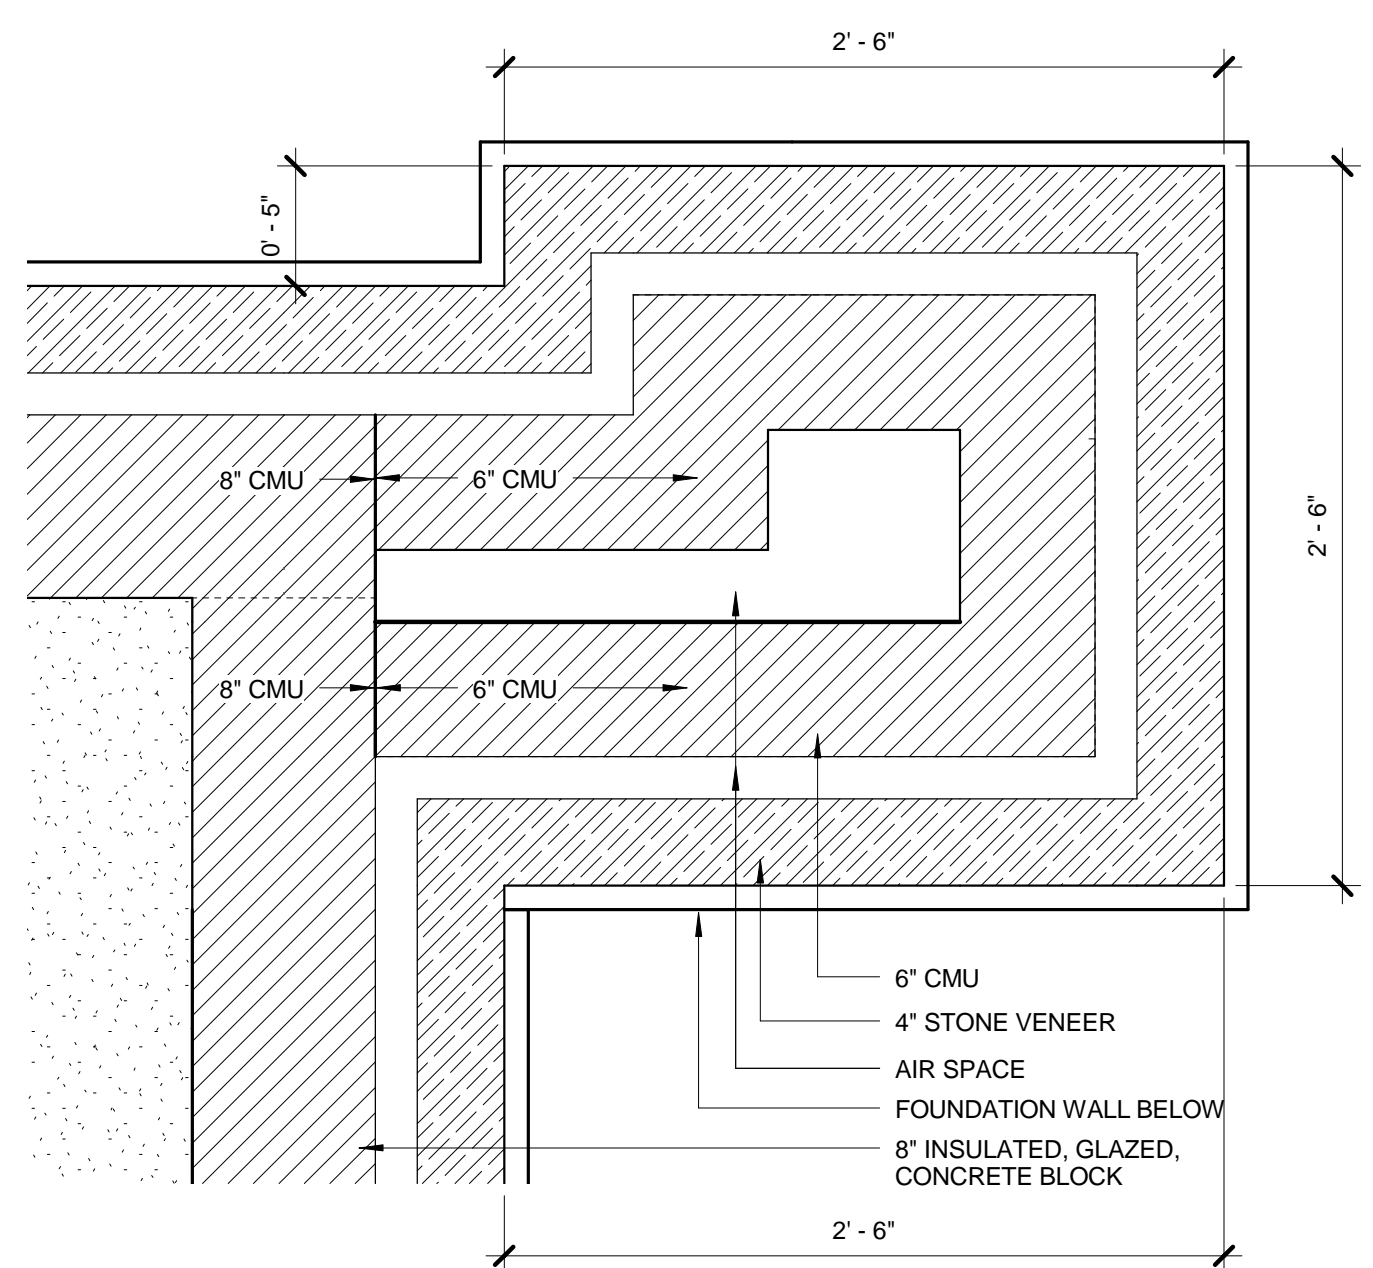 2' - 6"
0' - 5"
8" CMU
6" CMU
2' - 6"
8" CMU
6" CMU
6" CMU
4" STONE VENEER
AIR SPACE
FOUNDATION WALL BELOW
8" INSULATED, GLAZED,
CONCRETE BLOCK
2' - 6"